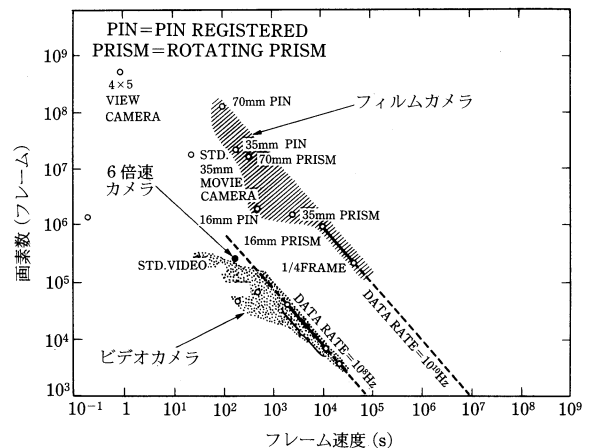 PIN=PIN REGISTERED
PRISM=ROTATING PRISM
4×5
VIEW
CAMERA
70mm PIN
フィルムカメラ
35mm PIN
70mm PRISM
STD.
35mm
MOVIE
CAMERA
6倍速
カメラ
16mm PIN
35mm PRISM
16mm PRISM
STD.VIDEO
1/4FRAME
DATA RATE=10⁸Hz
DATA RATE=10¹⁰Hz
ビデオカメラ
画素数(フレーム)
10⁹
10⁸
10⁷
10⁶
10⁵
10⁴
10³
10⁻¹ 1 10¹ 10² 10³ 10⁴ 10⁵ 10⁶ 10⁷ 10⁸ 10⁹
フレーム速度(s)